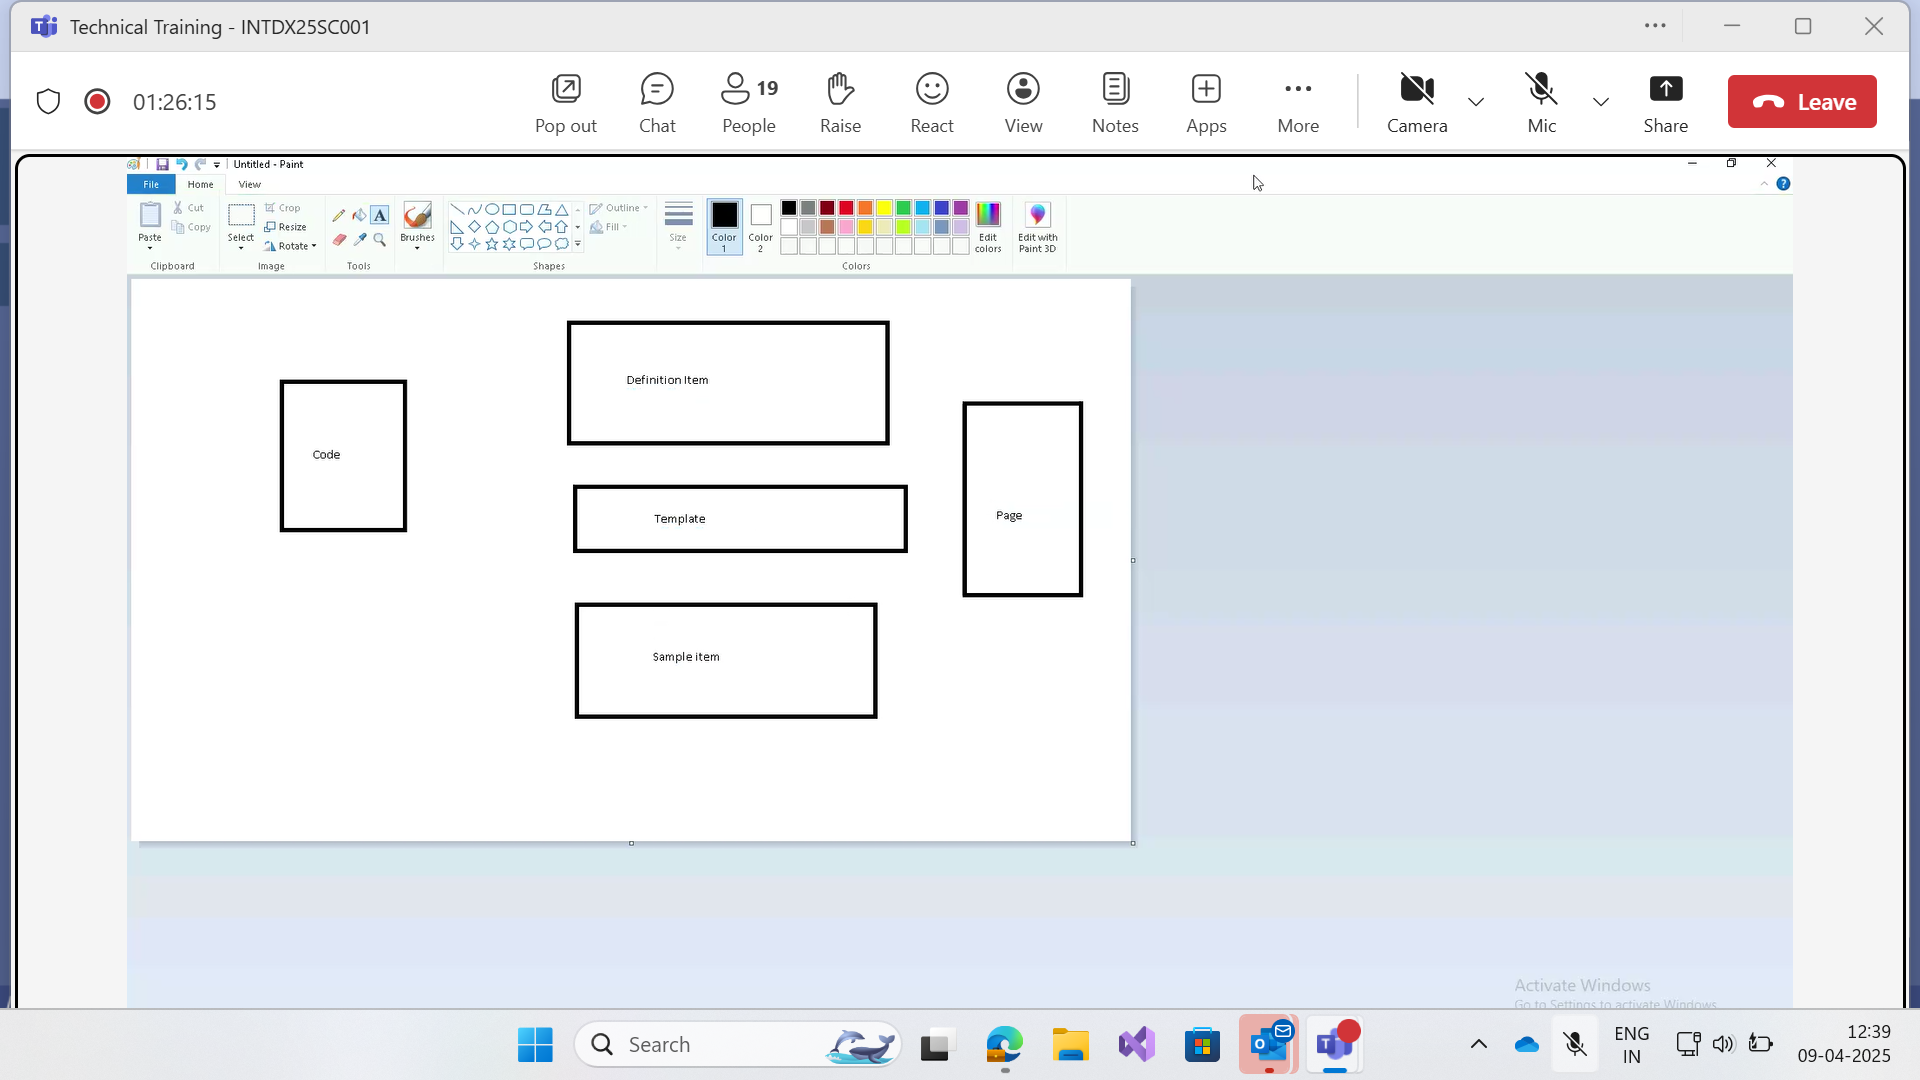 Technical Training - INTDX25SC001
01:26:15
Pop out
Chat
19
People
Raise
React
View
Notes
Apps
More
Camera
Mic
Share
Leave
Untitled - Paint
File
Home
View
Paste
Cut
Copy
Clipboard
Select
Crop
Resize
Rotate
Image
A
Tools
Brushes
Outline
Fill
Shapes
Size
Color
1
Color
2
Edit
colors
Colors
Edit with
Paint 3D
Definition Item
Code
Template
Page
Sample item
Activate Windows
Go to Settings to activate Windows.
Search
ENG
IN
12:39
09-04-2025